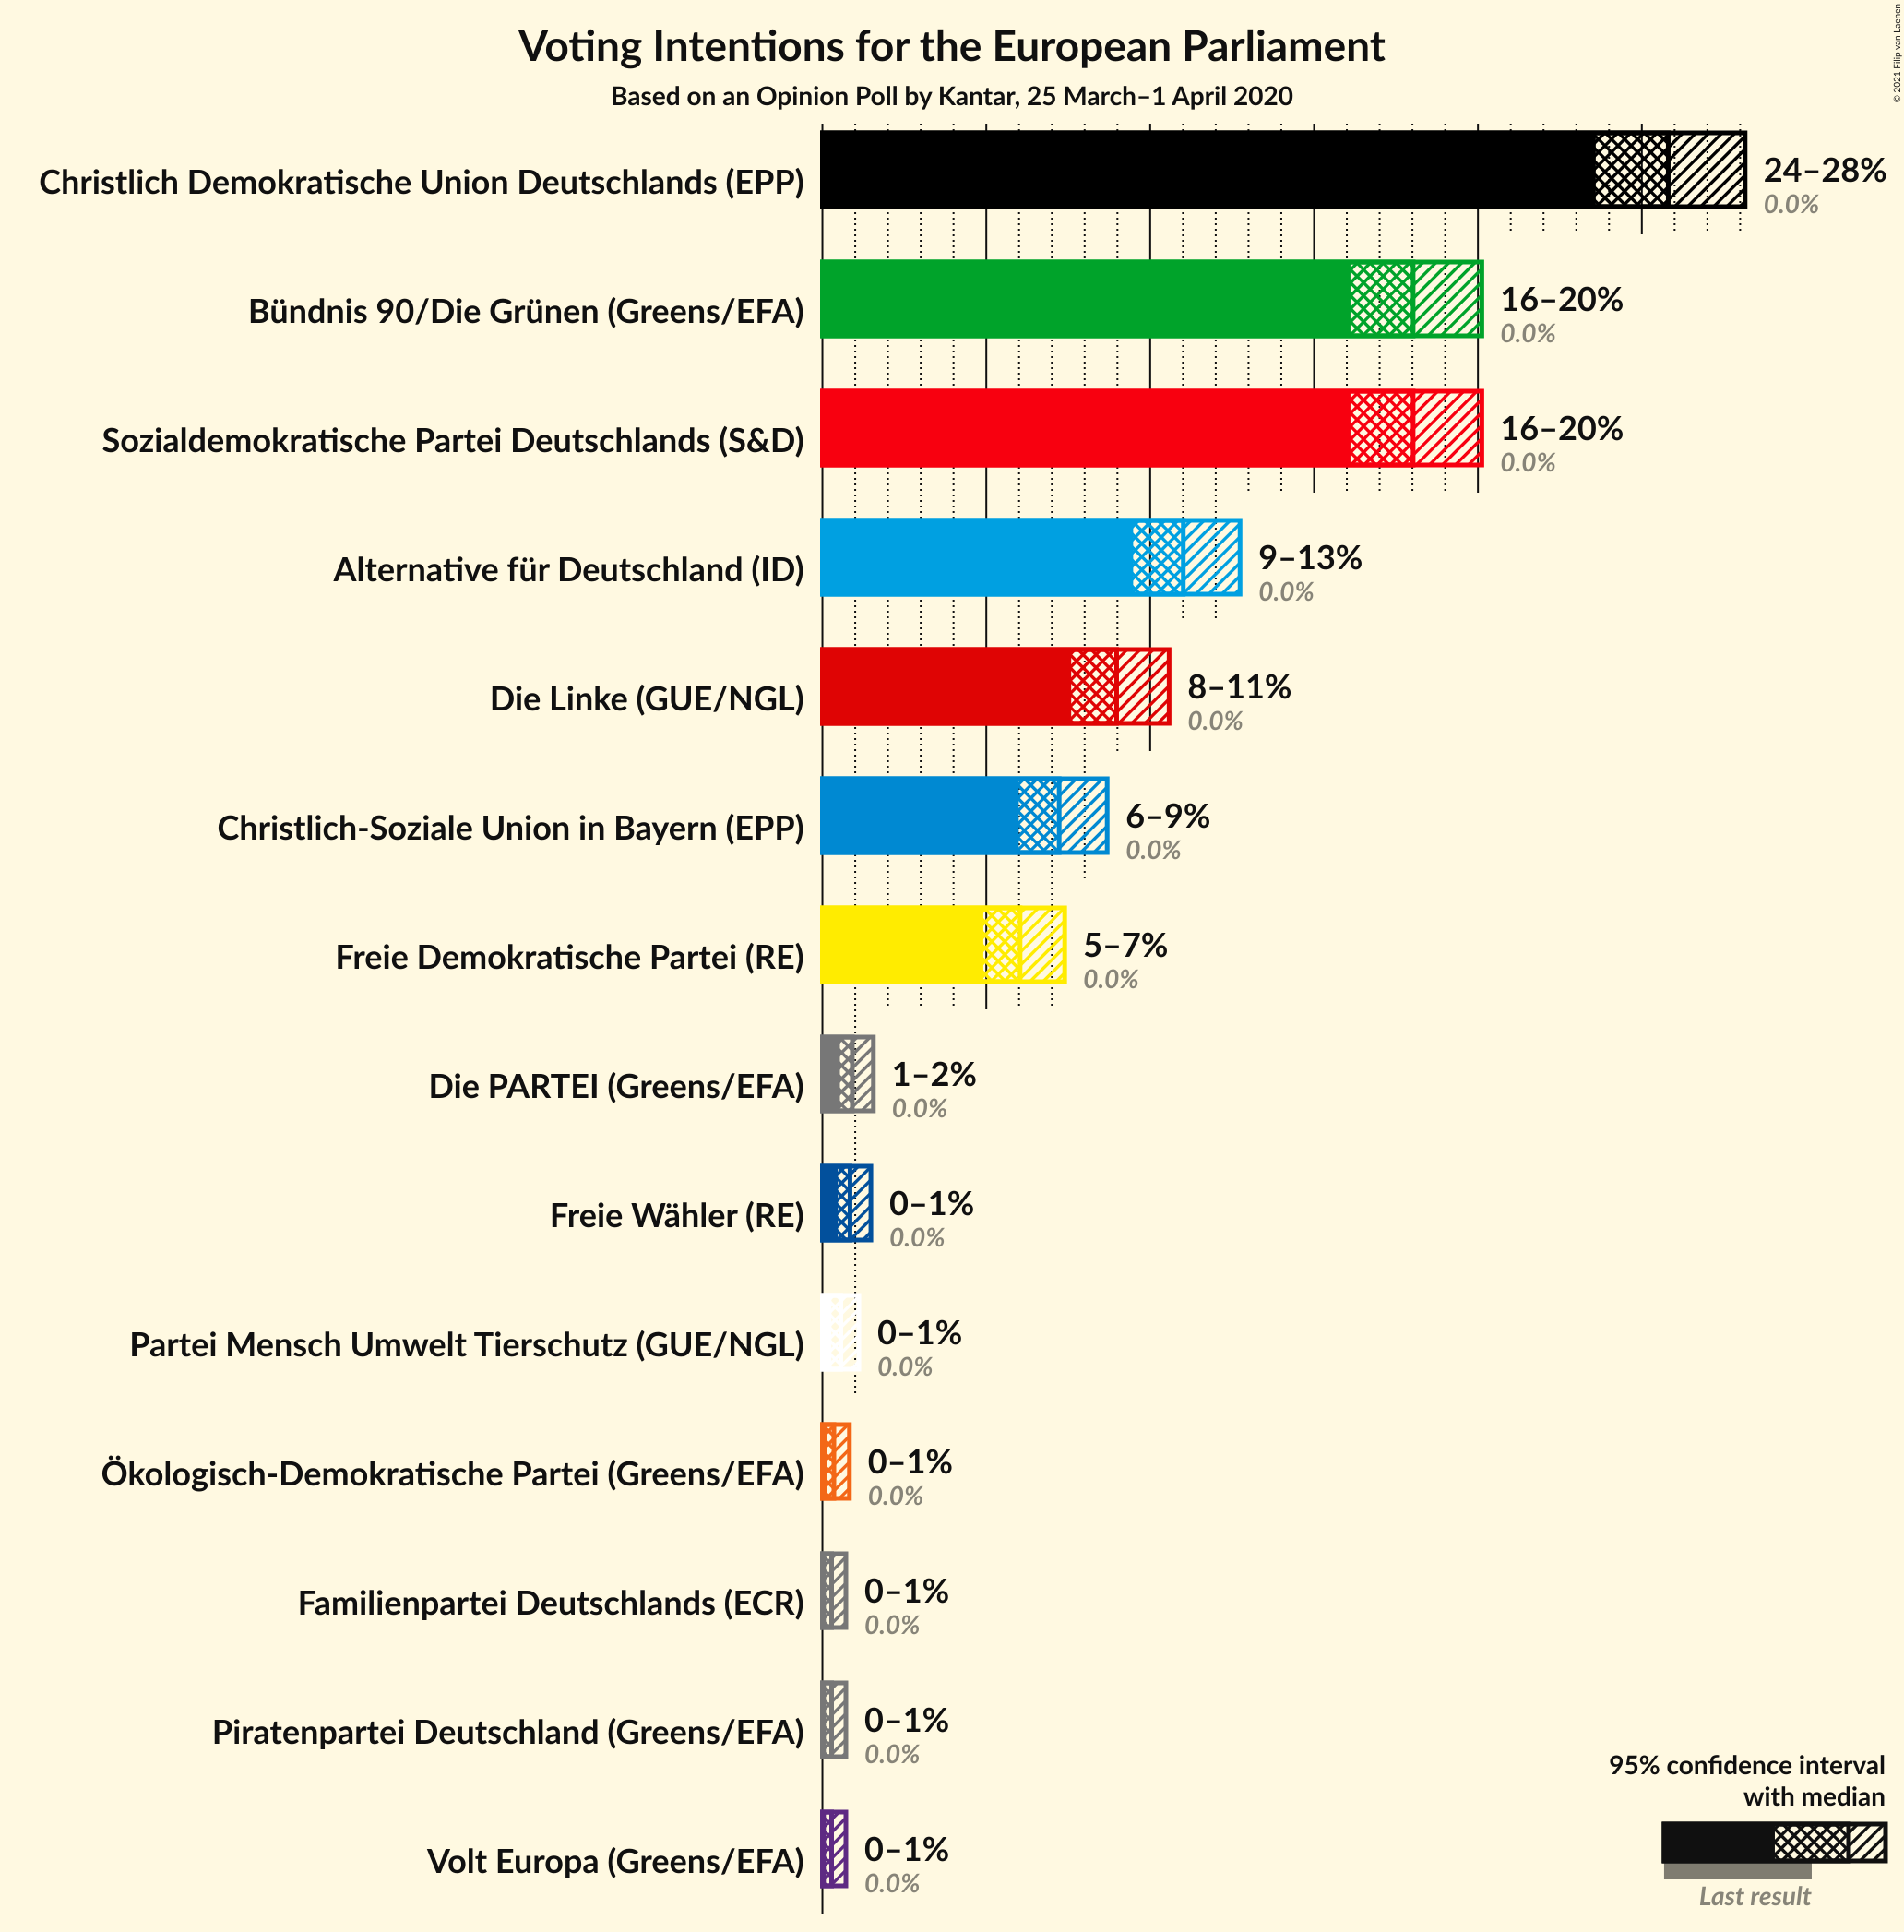 Voting Intentions for the European Parliament
Based on an Opinion Poll by Kantar, 25 March–1 April 2020
© 2021 Filip van Laenen
Christlich Demokratische Union Deutschlands (EPP)
24–28%
0.0%
Bündnis 90/Die Grünen (Greens/EFA)
16–20%
0.0%
Sozialdemokratische Partei Deutschlands (S&D)
16–20%
0.0%
Alternative für Deutschland (ID)
9–13%
0.0%
Die Linke (GUE/NGL)
8–11%
0.0%
Christlich-Soziale Union in Bayern (EPP)
6–9%
0.0%
Freie Demokratische Partei (RE)
5–7%
0.0%
Die PARTEI (Greens/EFA)
1–2%
0.0%
Freie Wähler (RE)
0–1%
0.0%
Partei Mensch Umwelt Tierschutz (GUE/NGL)
0–1%
0.0%
Ökologisch-Demokratische Partei (Greens/EFA)
0–1%
0.0%
Familienpartei Deutschlands (ECR)
0–1%
0.0%
Piratenpartei Deutschland (Greens/EFA)
0–1%
0.0%
Volt Europa (Greens/EFA)
0–1%
0.0%
95% confidence interval
with median
Last result